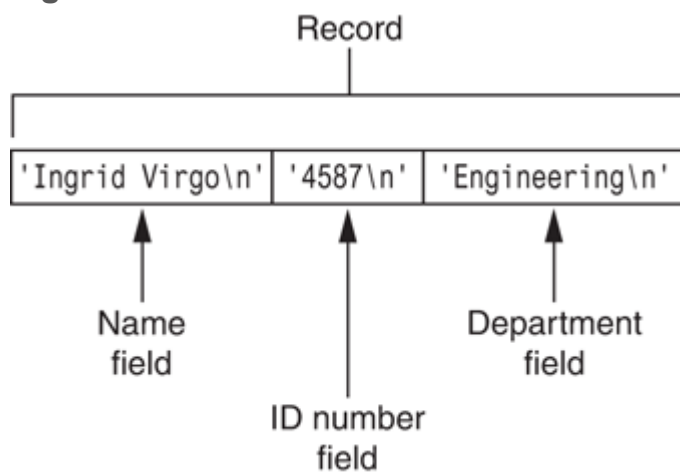 Record
'Ingrid Virgo\n' '4587\n' 'Engineering\n'
Name
field
Department
field
ID number
field